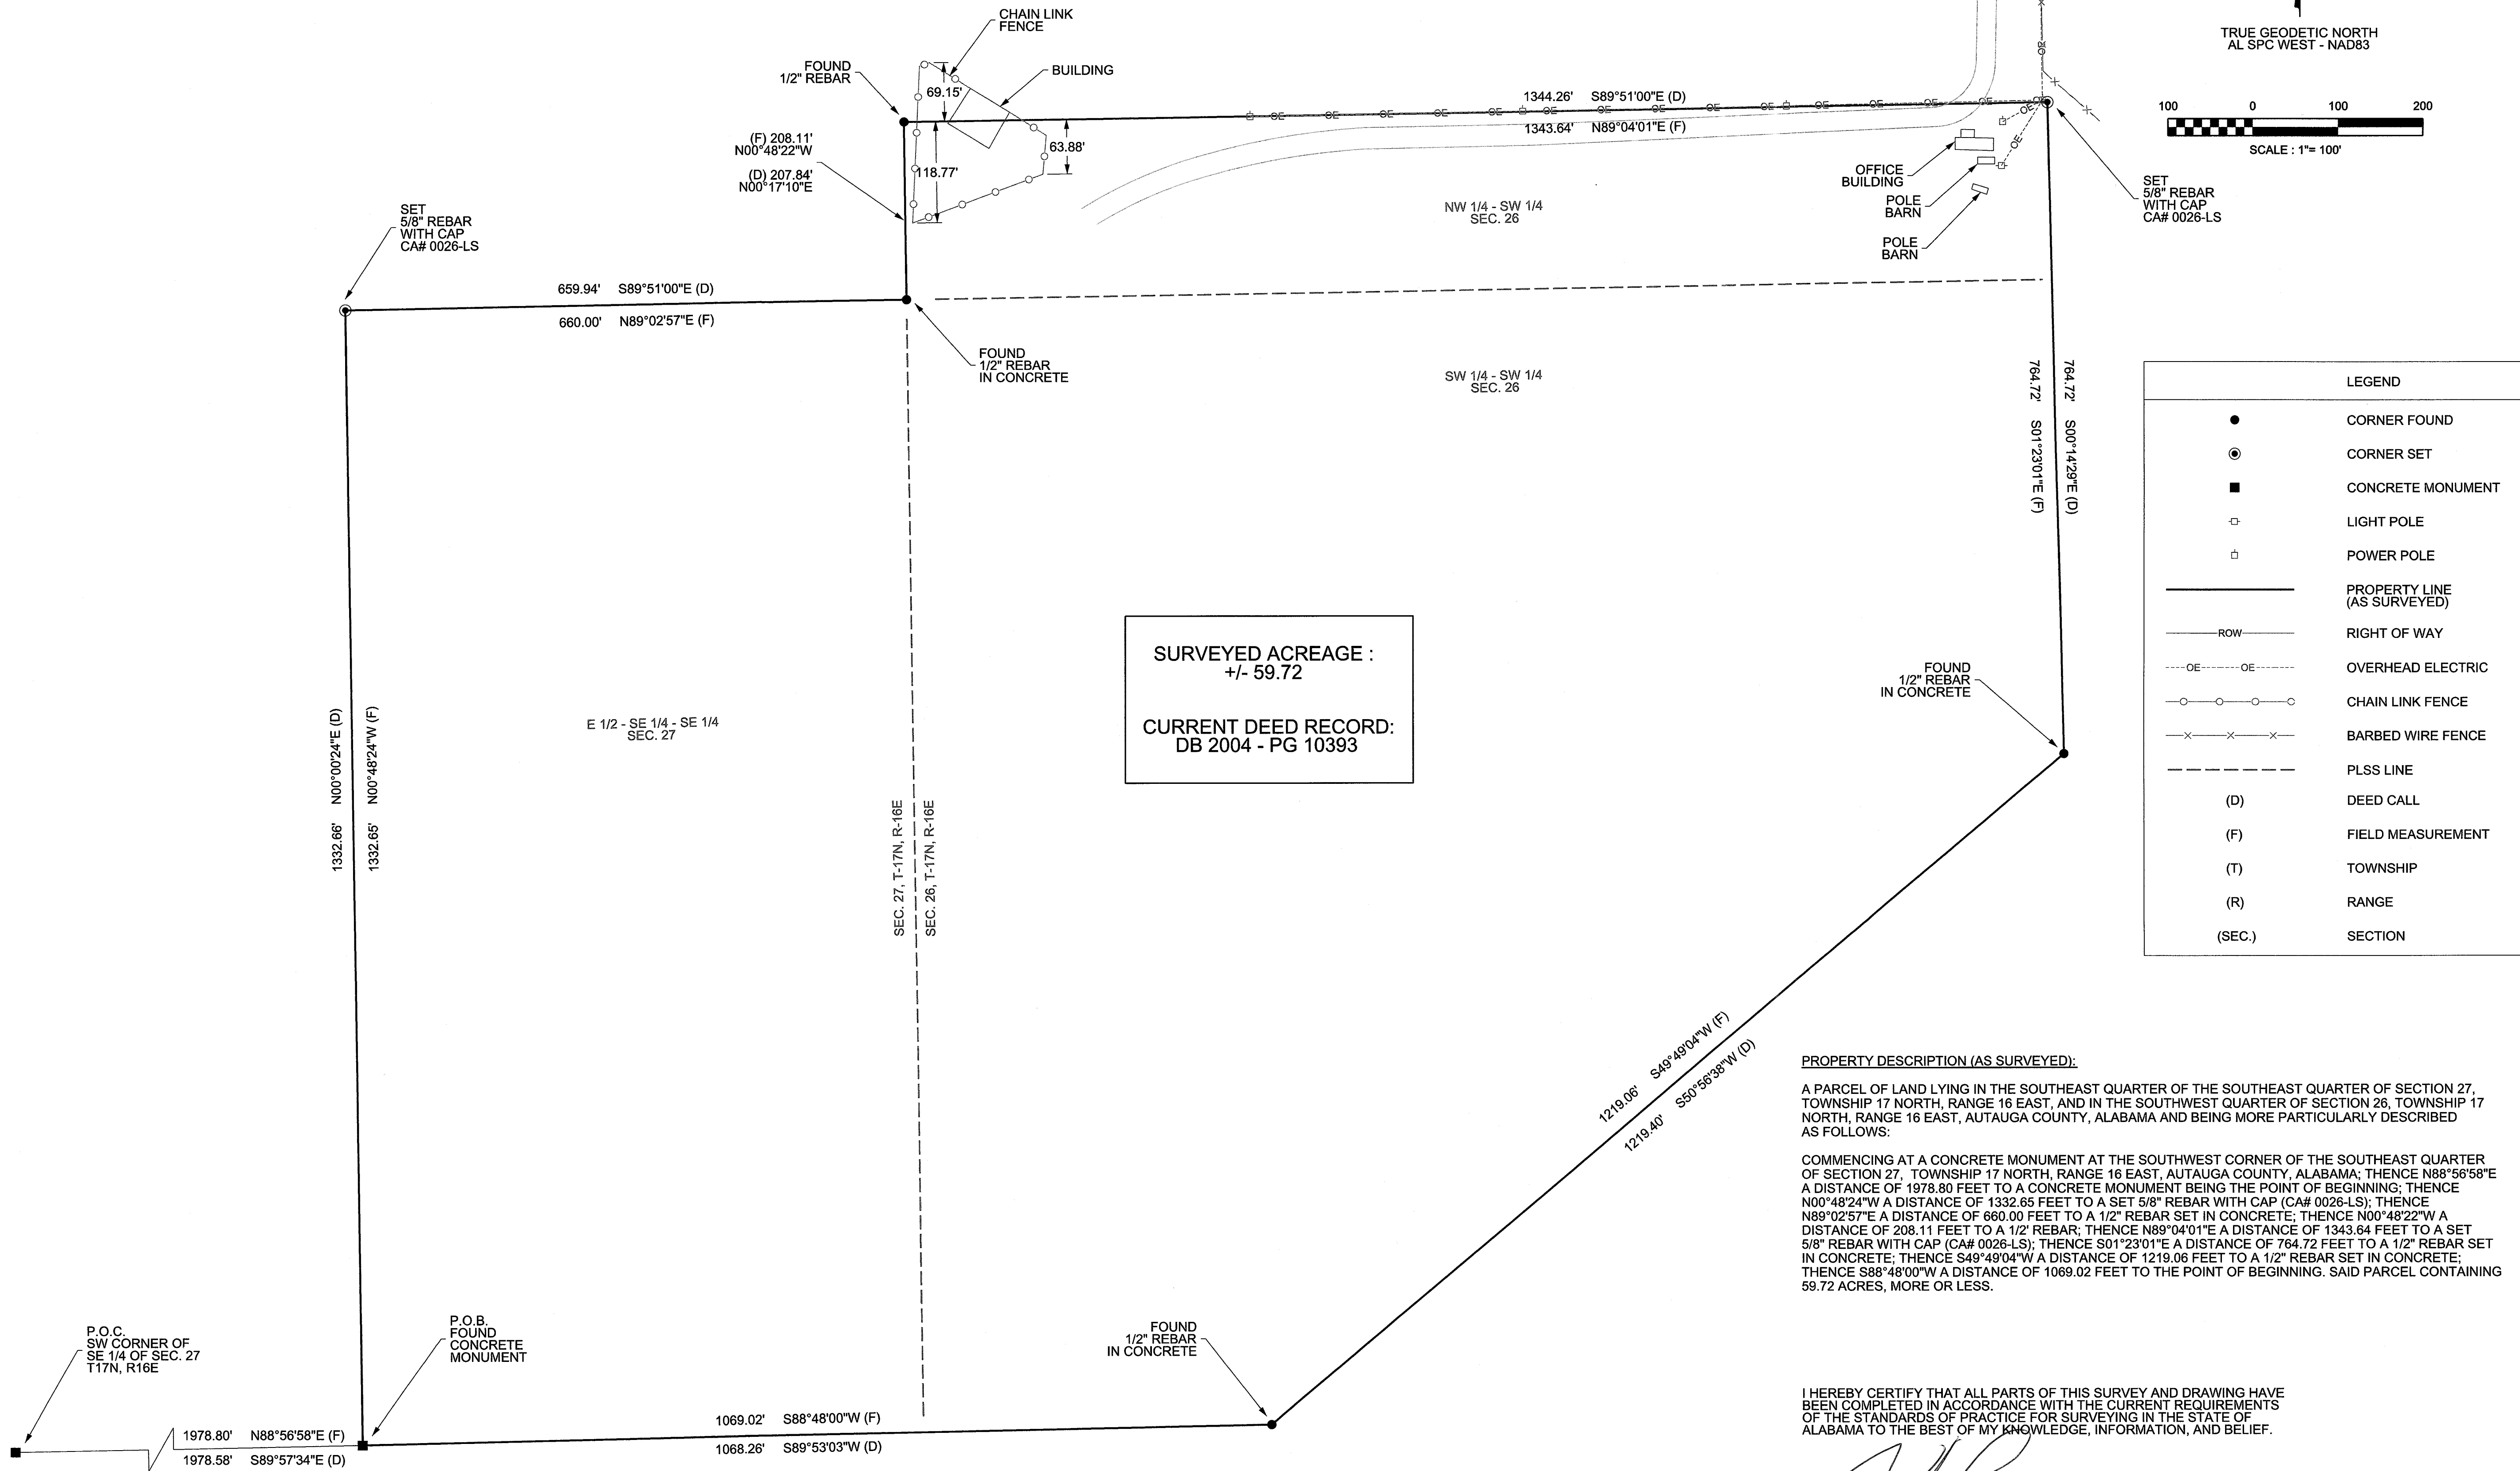 CHAIN LINK
FENCE
FOUND
1/2" REBAR
BUILDING
69.15'
118.77'
63.88'
(F) 208.11'
N00°48'22"W
(D) 207.84'
N00°17'10"E
1344.26' S89°51'00"E (D)
1343.64' N89°04'01"E (F)
OE OE OE OE OE OE OE OE OE OE OE OE OE OE
OE
OE
OE
TRUE GEODETIC NORTH
AL SPC WEST - NAD83
100 0 100 200
SCALE : 1"= 100'
OFFICE
BUILDING
POLE
BARN
POLE
BARN
SET
5/8" REBAR
WITH CAP
CA# 0026-LS
SET
5/8" REBAR
WITH CAP
CA# 0026-LS
NW 1/4 - SW 1/4
SEC. 26
659.94' S89°51'00"E (D)
660.00' N89°02'57"E (F)
FOUND
1/2" REBAR
IN CONCRETE
SW 1/4 - SW 1/4
SEC. 26
764.72' S00°14'29"E (D)
764.72' S01°23'01"E (F)
LEGEND
CORNER FOUND
CORNER SET
CONCRETE MONUMENT
LIGHT POLE
POWER POLE
PROPERTY LINE
(AS SURVEYED)
ROW RIGHT OF WAY
OE OE OVERHEAD ELECTRIC
CHAIN LINK FENCE
BARBED WIRE FENCE
PLSS LINE
(D) DEED CALL
(F) FIELD MEASUREMENT
(T) TOWNSHIP
(R) RANGE
(SEC.) SECTION
SURVEYED ACREAGE :
+/- 59.72
CURRENT DEED RECORD:
DB 2004 - PG 10393
FOUND
1/2" REBAR
IN CONCRETE
E 1/2 - SE 1/4 - SE 1/4
SEC. 27
1332.66' N00°00'24"E (D)
1332.65' N00°48'24"W (F)
SEC. 27, T-17N, R-16E
SEC. 26, T-17N, R-16E
1219.06' S49°49'04"W (F)
1219.40' S50°56'38"W (D)
PROPERTY DESCRIPTION (AS SURVEYED):
A PARCEL OF LAND LYING IN THE SOUTHEAST QUARTER OF THE SOUTHEAST QUARTER OF SECTION 27,
TOWNSHIP 17 NORTH, RANGE 16 EAST, AND IN THE SOUTHWEST QUARTER OF SECTION 26, TOWNSHIP 17
NORTH, RANGE 16 EAST, AUTAUGA COUNTY, ALABAMA AND BEING MORE PARTICULARLY DESCRIBED
AS FOLLOWS:
COMMENCING AT A CONCRETE MONUMENT AT THE SOUTHWEST CORNER OF THE SOUTHEAST QUARTER
OF SECTION 27, TOWNSHIP 17 NORTH, RANGE 16 EAST, AUTAUGA COUNTY, ALABAMA; THENCE N88°56'58"E
A DISTANCE OF 1978.80 FEET TO A CONCRETE MONUMENT BEING THE POINT OF BEGINNING; THENCE
N00°48'24"W A DISTANCE OF 1332.65 FEET TO A SET 5/8" REBAR WITH CAP (CA# 0026-LS); THENCE
N89°02'57"E A DISTANCE OF 660.00 FEET TO A 1/2" REBAR SET IN CONCRETE; THENCE N00°48'22"W A
DISTANCE OF 208.11 FEET TO A 1/2' REBAR; THENCE N89°04'01"E A DISTANCE OF 1343.64 FEET TO A SET
5/8" REBAR WITH CAP (CA# 0026-LS); THENCE S01°23'01"E A DISTANCE OF 764.72 FEET TO A 1/2" REBAR SET
IN CONCRETE; THENCE S49°49'04"W A DISTANCE OF 1219.06 FEET TO A 1/2" REBAR SET IN CONCRETE;
THENCE S88°48'00"W A DISTANCE OF 1069.02 FEET TO THE POINT OF BEGINNING. SAID PARCEL CONTAINING
59.72 ACRES, MORE OR LESS.
P.O.C.
SW CORNER OF
SE 1/4 OF SEC. 27
T17N, R16E
P.O.B.
FOUND
CONCRETE
MONUMENT
FOUND
1/2" REBAR
IN CONCRETE
1978.80' N88°56'58"E (F)
1978.58' S89°57'34"E (D)
1069.02' S88°48'00"W (F)
1068.26' S89°53'03"W (D)
I HEREBY CERTIFY THAT ALL PARTS OF THIS SURVEY AND DRAWING HAVE
BEEN COMPLETED IN ACCORDANCE WITH THE CURRENT REQUIREMENTS
OF THE STANDARDS OF PRACTICE FOR SURVEYING IN THE STATE OF
ALABAMA TO THE BEST OF MY KNOWLEDGE, INFORMATION, AND BELIEF.